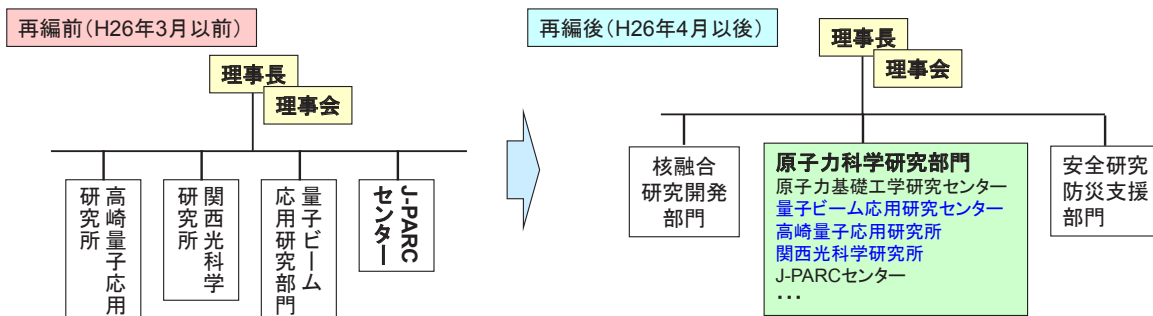 再編前(H26年3月以前)
理事長
理事会
高崎量子応用
研究所
関西光科学
研究所
量子ビーム
応用研究部門
J-PARC
センター
再編後(H26年4月以後)
理事長
理事会
核融合
研究開発
部門
原子力科学研究部門
原子力基礎工学研究センター
量子ビーム応用研究センター
高崎量子応用研究所
関西光科学研究所
J-PARCセンター
・・・
安全研究
防災支援
部門